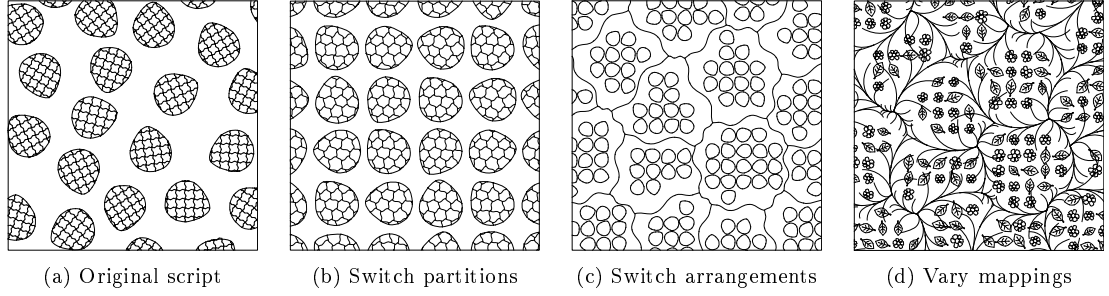 (a) Original script
(b) Switch partitions
(c) Switch arrangements
(d) Vary mappings